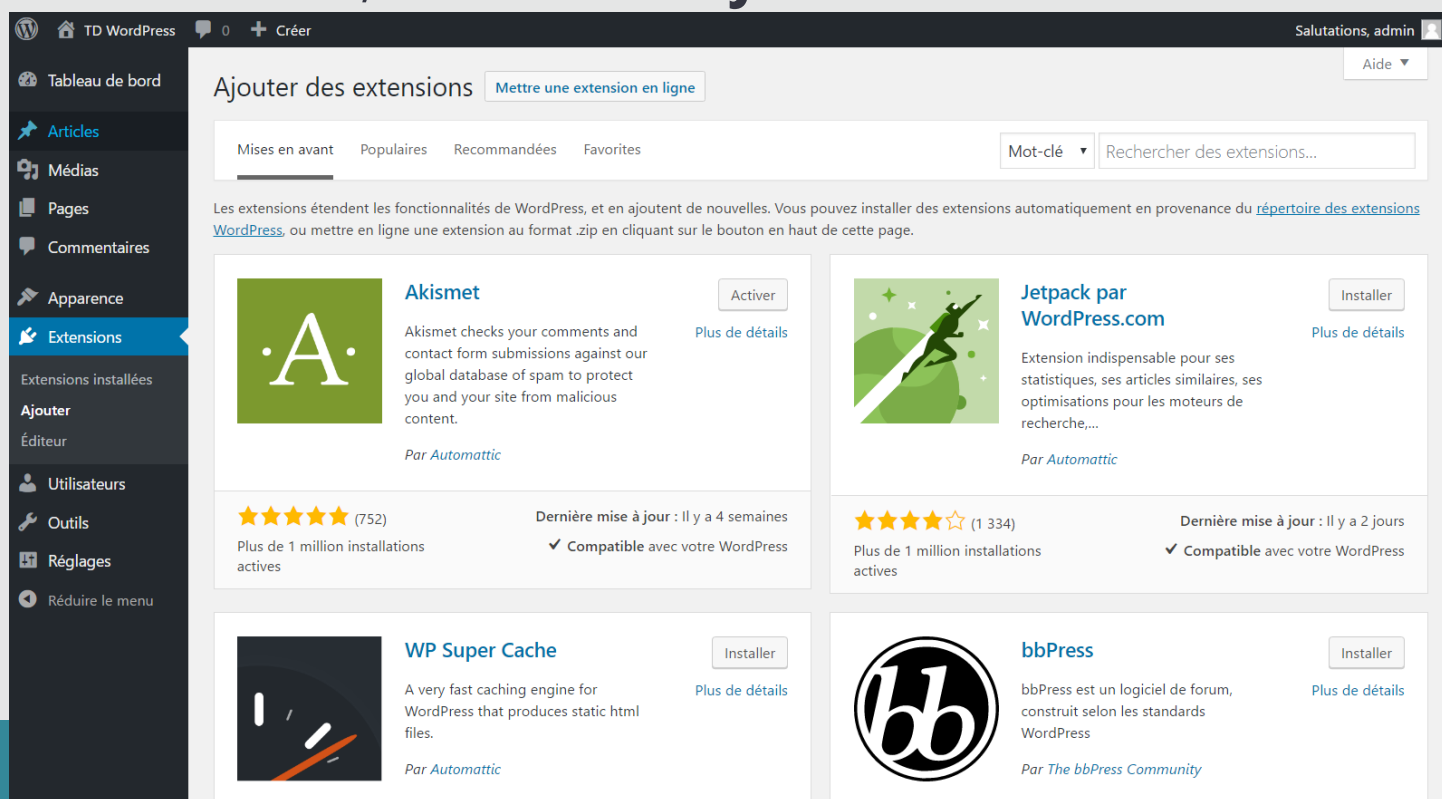 TD WordPress 0 Créer Salutations, admin
Aide ▼
Tableau de bord
Articles
Médias
Pages
Commentaires
Apparence
Extensions
Extensions installées
Ajouter
Éditeur
Utilisateurs
Outils
Réglages
Réduire le menu
Ajouter des extensions Mettre une extension en ligne
Mises en avant Populaires Recommandées Favorites Mot-clé ▼ Rechercher des extensions...
Les extensions étendent les fonctionnalités de WordPress, et en ajoutent de nouvelles. Vous pouvez installer des extensions automatiquement en provenance du répertoire des extensions
WordPress, ou mettre en ligne une extension au format .zip en cliquant sur le bouton en haut de cette page.
·A·
Akismet
Activer
Plus de détails
Akismet checks your comments and
contact form submissions against our
global database of spam to protect
you and your site from malicious
content.
Par Automattic
(752)
Plus de 1 million installations
actives
Dernière mise à jour : Il y a 4 semaines
✔ Compatible avec votre WordPress
Jetpack par
WordPress.com
Installer
Plus de détails
Extension indispensable pour ses
statistiques, ses articles similaires, ses
optimisations pour les moteurs de
recherche,...
Par Automattic
(1 334)
Plus de 1 million installations
actives
Dernière mise à jour : Il y a 2 jours
✔ Compatible avec votre WordPress
WP Super Cache
Installer
Plus de détails
A very fast caching engine for
WordPress that produces static html
files.
Par Automattic
bb
bbPress
Installer
Plus de détails
bbPress est un logiciel de forum,
construit selon les standards
WordPress
Par The bbPress Community